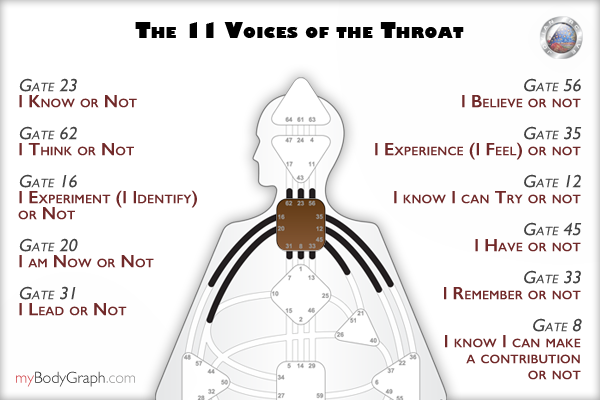 The 11 Voices of the Throat
Gate 23
I Know or Not
Gate 62
I Think or Not
Gate 16
I Experiment (I Identify)
or Not
Gate 20
I am Now or Not
Gate 31
I Lead or Not
Gate 56
I Believe or not
Gate 35
I Experience (I Feel) or not
Gate 12
I know I can Try or not
Gate 45
I Have or not
Gate 33
I Remember or not
Gate 8
I know I can make
a contribution
or not
64 61 63
47 24 4
17 11
43
62 23 56
16 35
20 12
45
31 8 33
1
7 13
10 25
15 46
2
21
51
26 40
48
57
44
50
5 14 29
34
59
36
22
37
6
49
55
myBodyGraph.com